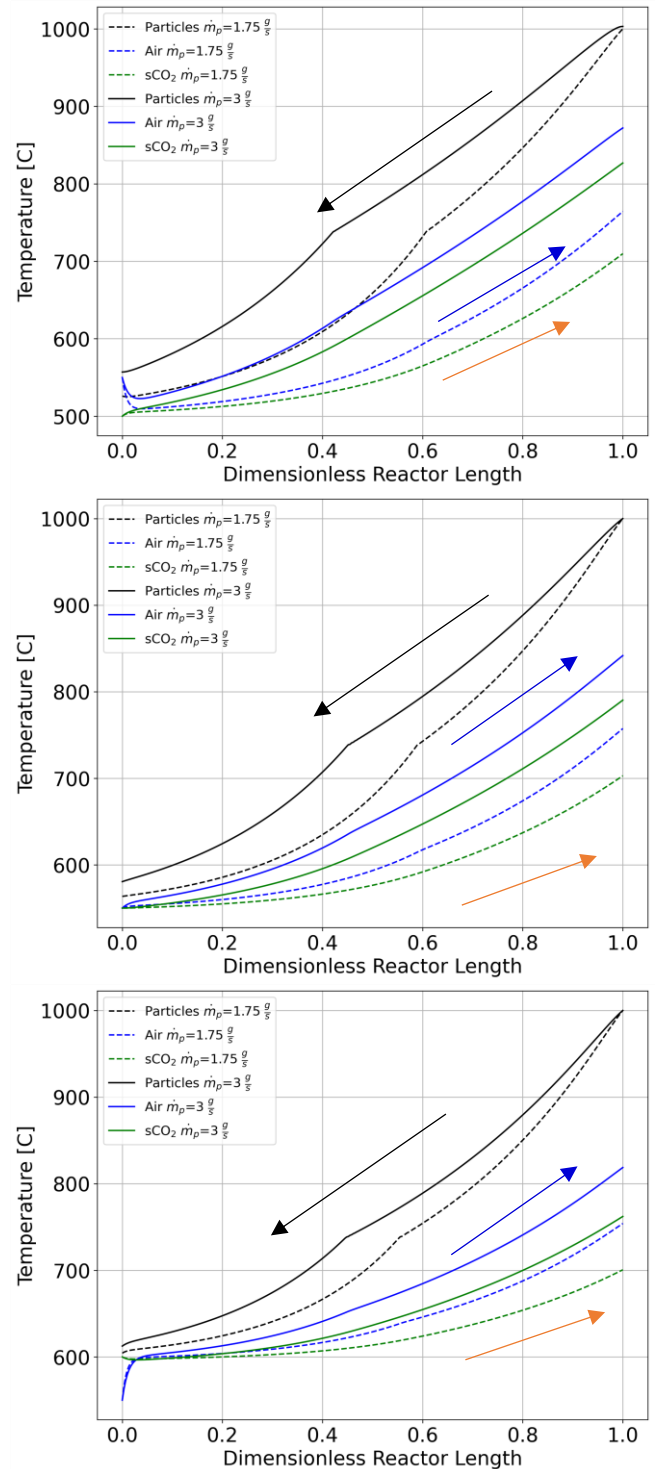 Temperature [C]
1000
900
800
700
600
500
Particles ṁp=1.75 g/s
Air ṁp=1.75 g/s
sCO2 ṁp=1.75 g/s
Particles ṁp=3 g/s
Air ṁp=3 g/s
sCO2 ṁp=3 g/s
0.0 0.2 0.4 0.6 0.8 1.0
Dimensionless Reactor Length
Temperature [C]
1000
900
800
700
600
Particles ṁp=1.75 g/s
Air ṁp=1.75 g/s
sCO2 ṁp=1.75 g/s
Particles ṁp=3 g/s
Air ṁp=3 g/s
sCO2 ṁp=3 g/s
0.0 0.2 0.4 0.6 0.8 1.0
Dimensionless Reactor Length
Temperature [C]
1000
900
800
700
600
Particles ṁp=1.75 g/s
Air ṁp=1.75 g/s
sCO2 ṁp=1.75 g/s
Particles ṁp=3 g/s
Air ṁp=3 g/s
sCO2 ṁp=3 g/s
0.0 0.2 0.4 0.6 0.8 1.0
Dimensionless Reactor Length